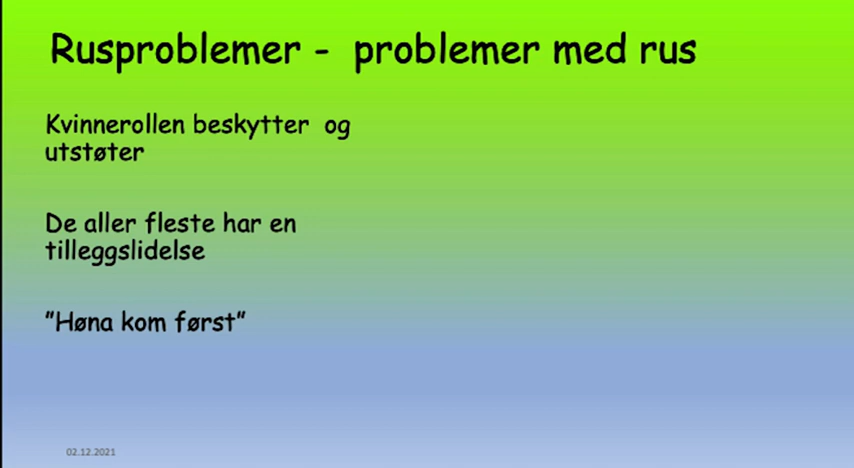 Rusproblemer - problemer med rus
Kvinnerollen beskytter og
utstøter
De aller fleste har en
tilleggslidelse
"Høna kom først"
02.12.2021